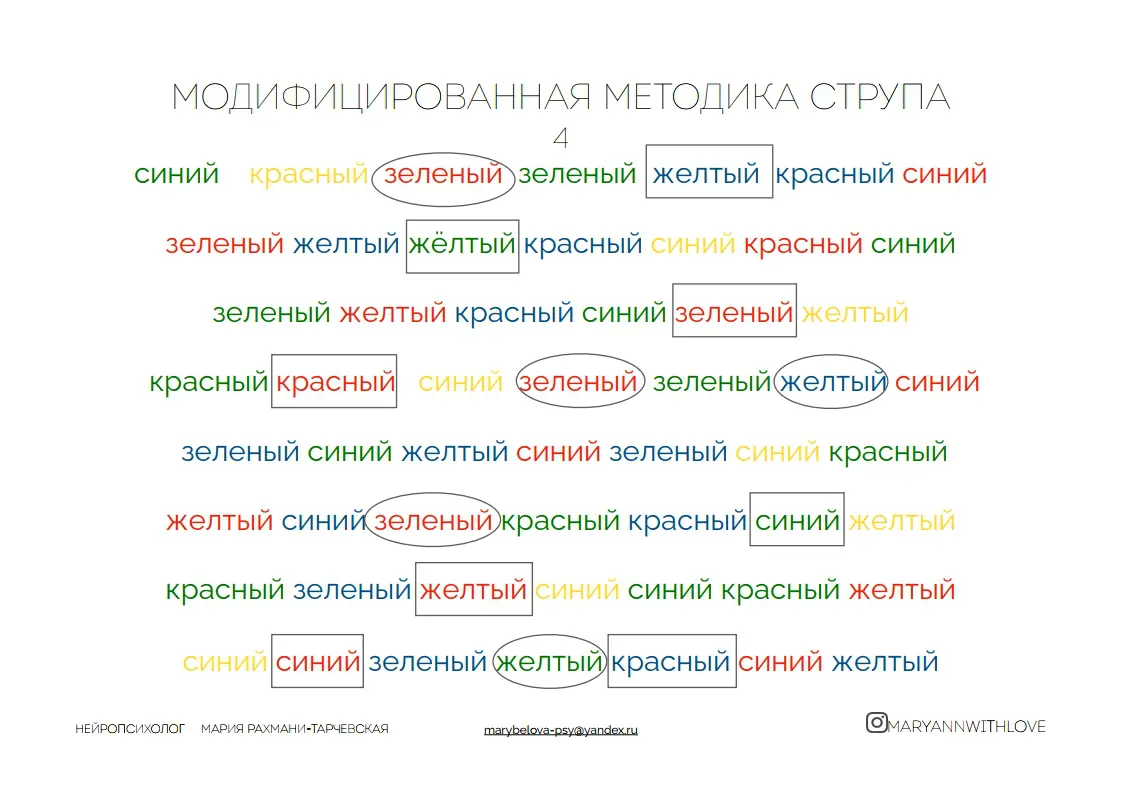 МОДИФИЦИРОВАННАЯ МЕТОДИКА СТРУПА
4
синий красный зеленый зеленый желтый красный синий
зеленый желтый жёлтый красный синий красный синий
зеленый желтый красный синий зеленый желтый
красный красный синий зеленый зеленый желтый синий
зеленый синий желтый синий зеленый синий красный
желтый синий зеленый красный красный синий желтый
красный зеленый желтый синий синий красный желтый
синий синий зеленый желтый красный синий желтый
НЕЙРОПСИХОЛОГ МАРИЯ РАХМАНИ-ТАРЧЕВСКАЯ marybelova-psy@yandex.ru MARYANNWITHLOVE